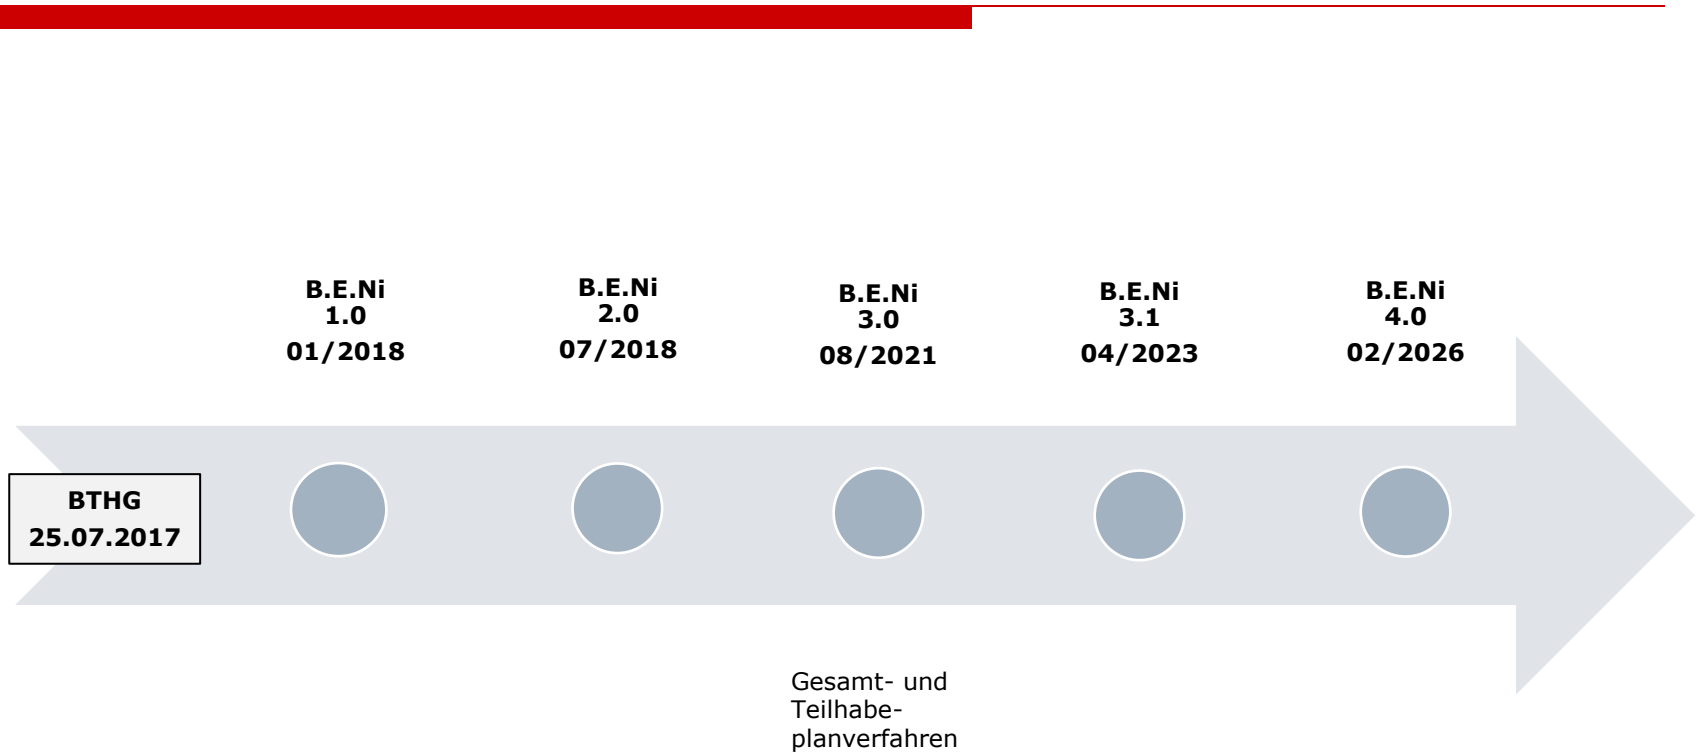 B.E.Ni
1.0
01/2018
B.E.Ni
2.0
07/2018
B.E.Ni
3.0
08/2021
B.E.Ni
3.1
04/2023
B.E.Ni
4.0
02/2026
BTHG
25.07.2017
Gesamt- und
Teilhabe-
planverfahren